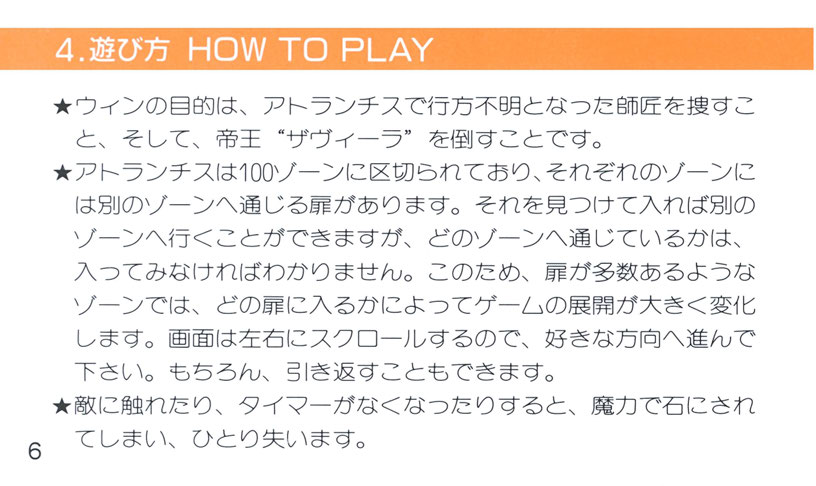 4.遊び方 HOW TO PLAY
★ウィンの目的は、アトランチスで行方不明となった師匠を捜すこ
と、そして、帝王“ザヴィーラ”を倒すことです。
★アトランチスは100ゾーンに区切られており、それぞれのゾーンに
は別のゾーンへ通じる扉があります。それを見つけて入れば別の
ゾーンへ行くことができますが、どのゾーンへ通じているかは、
入ってみなければわかりません。このため、扉が多数あるような
ゾーンでは、どの扉に入るかによってゲームの展開が大きく変化
します。画面は左右にスクロールするので、好きな方向へ進んで
下さい。もちろん、引き返すこともできます。
★敵に触れたり、タイマーがなくなったりすると、魔力で石にされ
てしまい、ひとり失います。
6